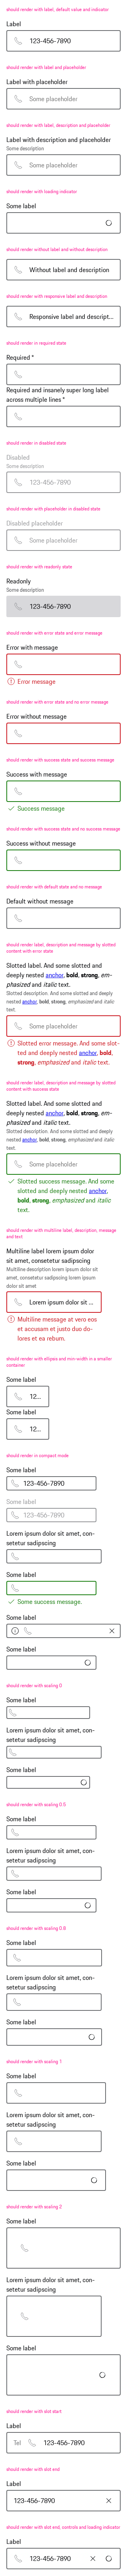 should render with label, default value and indicator
Label
123-456-7890
should render with label and placeholder
Label with placeholder
Some placeholder
should render with label, description and placeholder
Label with description and placeholder
Some description
Some placeholder
should render with loading indicator
Some label
should render without label and without description
Without label and description
should render with responsive label and description
Responsive label and descript...
should render in required state
Required *
Required and insanely super long label
across multiple lines *
should render in disabled state
Disabled
Some description
123-456-7890
should render with placeholder in disabled state
Disabled placeholder
Some placeholder
should render with readonly state
Readonly
Some description
123-456-7890
should render with error state and error message
Error with message
Error message
should render with error state and no error message
Error without message
should render with success state and success message
Success with message
Success message
should render with success state and no success message
Success without message
should render with default state and no message
Default without message
should render label, description and message by slotted
content with error state
Slotted label. And some slotted and
deeply nested anchor, bold, strong, em-
phasized and italic text.
Slotted description. And some slotted and deeply
nested anchor, bold, strong, emphasized and italic
text.
Some placeholder
Slotted error message. And some slot-
ted and deeply nested anchor, bold,
strong, emphasized and italic text.
should render label, description and message by slotted
content with success state
Slotted label. And some slotted and
deeply nested anchor, bold, strong, em-
phasized and italic text.
Slotted description. And some slotted and deeply
nested anchor, bold, strong, emphasized and italic
text.
Some placeholder
Slotted success message. And some
slotted and deeply nested anchor,
bold, strong, emphasized and italic
text.
should render with multiline label, description, message
and text
Multiline label lorem ipsum dolor
sit amet, consetetur sadipscing
Multiline description lorem ipsum dolor sit
amet, consetetur sadipscing lorem ipsum
dolor sit amet
Lorem ipsum dolor sit ...
Multiline message at vero eos
et accusam et justo duo do-
lores et ea rebum.
should render with ellipsis and min width in a smaller
container
Some label
12...
Some label
12...
should render in compact mode
Some label
123-456-7890
Some label
123-456-7890
Lorem ipsum dolor sit amet, con-
setetur sadipscing
Some label
Some success message.
Some label
Some label
should render with scaling 0
Some label
Lorem ipsum dolor sit amet, con-
setetur sadipscing
Some label
should render with scaling 0.5
Some label
Lorem ipsum dolor sit amet, con-
setetur sadipscing
Some label
should render with scaling 0.8
Some label
Lorem ipsum dolor sit amet, con-
setetur sadipscing
Some label
should render with scaling 1
Some label
Lorem ipsum dolor sit amet, con-
setetur sadipscing
Some label
should render with scaling 2
Some label
Lorem ipsum dolor sit amet, con-
setetur sadipscing
Some label
should render with slot start
Label
Tel 123-456-7890
should render with slot end
Label
123-456-7890
should render with slot end, controls and loading indicator
Label
123-456-7890